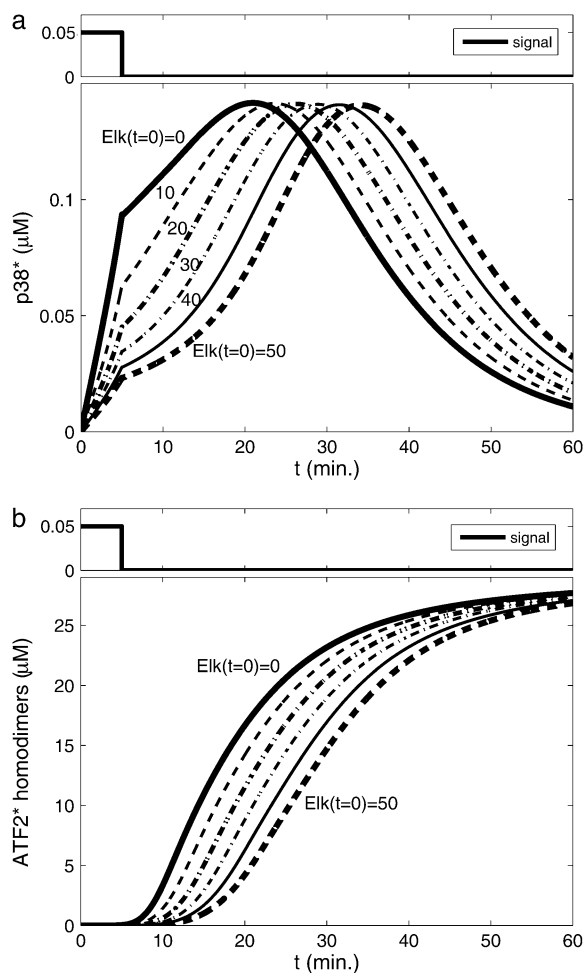 a
0.05
0
signal
Elk(t=0)=0
10
20
30
40
Elk(t=0)=50
0.1
0.05
0
p38* (μM)
0 10 20 30 40 50 60
t (min.)
b
0.05
0
signal
Elk(t=0)=0
Elk(t=0)=50
25
20
15
10
5
0
ATF2* homodimers (μM)
0 10 20 30 40 50 60
t (min.)